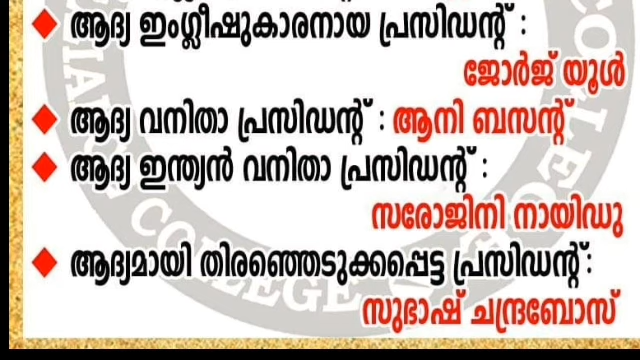 ആദ്യ ഇംഗ്ലീഷുകാരനായ പ്രസിഡന്റ് :
ജോർജ് യൂൾ
ആദ്യ വനിതാ പ്രസിഡന്റ് : ആനി ബസന്റ്
ആദ്യ ഇന്ത്യൻ വനിതാ പ്രസിഡന്റ് :
സരോജിനി നായിഡു
ആദ്യമായി തിരഞ്ഞെടുക്കപ്പെട്ട പ്രസിഡന്റ് :
സുഭാഷ് ചന്ദ്രബോസ്